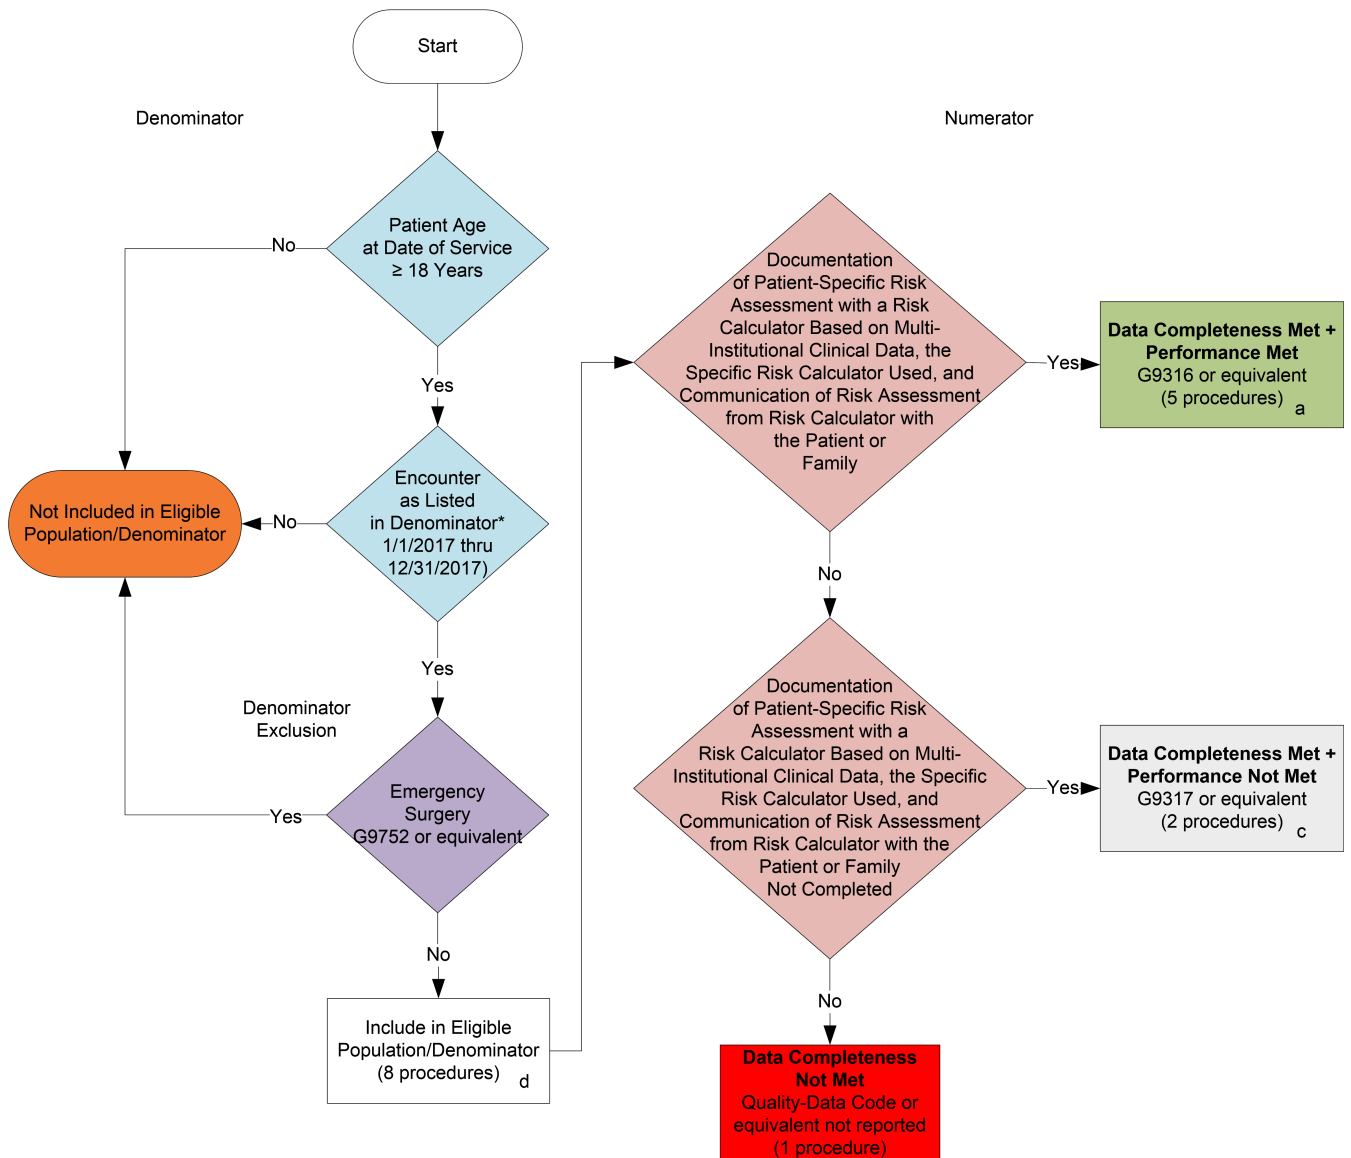 Start
Denominator
Numerator
Patient Age
at Date of Service
≥ 18 Years
No
Yes
Encounter
as Listed
in Denominator*
1/1/2017 thru
12/31/2017)
No
Not Included in Eligible
Population/Denominator
Yes
Denominator
Exclusion
Emergency
Surgery
G9752 or equivalent
Yes
No
Include in Eligible
Population/Denominator
(8 procedures)
d
Documentation
of Patient-Specific Risk
Assessment with a Risk
Calculator Based on Multi-
Institutional Clinical Data, the
Specific Risk Calculator Used, and
Communication of Risk Assessment
from Risk Calculator with
the Patient or
Family
Yes
Data Completeness Met +
Performance Met
G9316 or equivalent
(5 procedures)
a
No
Documentation
of Patient-Specific Risk
Assessment with a
Risk Calculator Based on Multi-
Institutional Clinical Data, the Specific
Risk Calculator Used, and
Communication of Risk Assessment
from Risk Calculator with the
Patient or Family
Not Completed
Yes
Data Completeness Met +
Performance Not Met
G9317 or equivalent
(2 procedures)
c
No
Data Completeness
Not Met
Quality-Data Code or
equivalent not reported
(1 procedure)